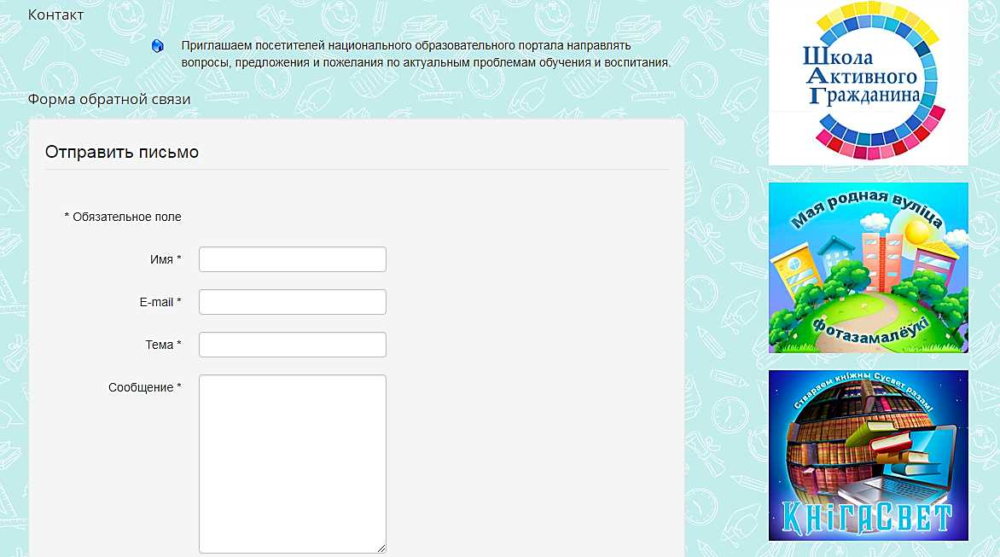 Контакт
Приглашаем посетителей национального образовательного портала направлять
вопросы, предложения и пожелания по актуальным проблемам обучения и воспитания.
Форма обратной связи
Отправить письмо
* Обязательное поле
Имя *
E-mail *
Тема *
Сообщение *
Школа
Активного
Гражданина
Мая родная вуліца
фотазамалёўкі
Ствараем кніжны Сусвет разам!
КнігаСвет